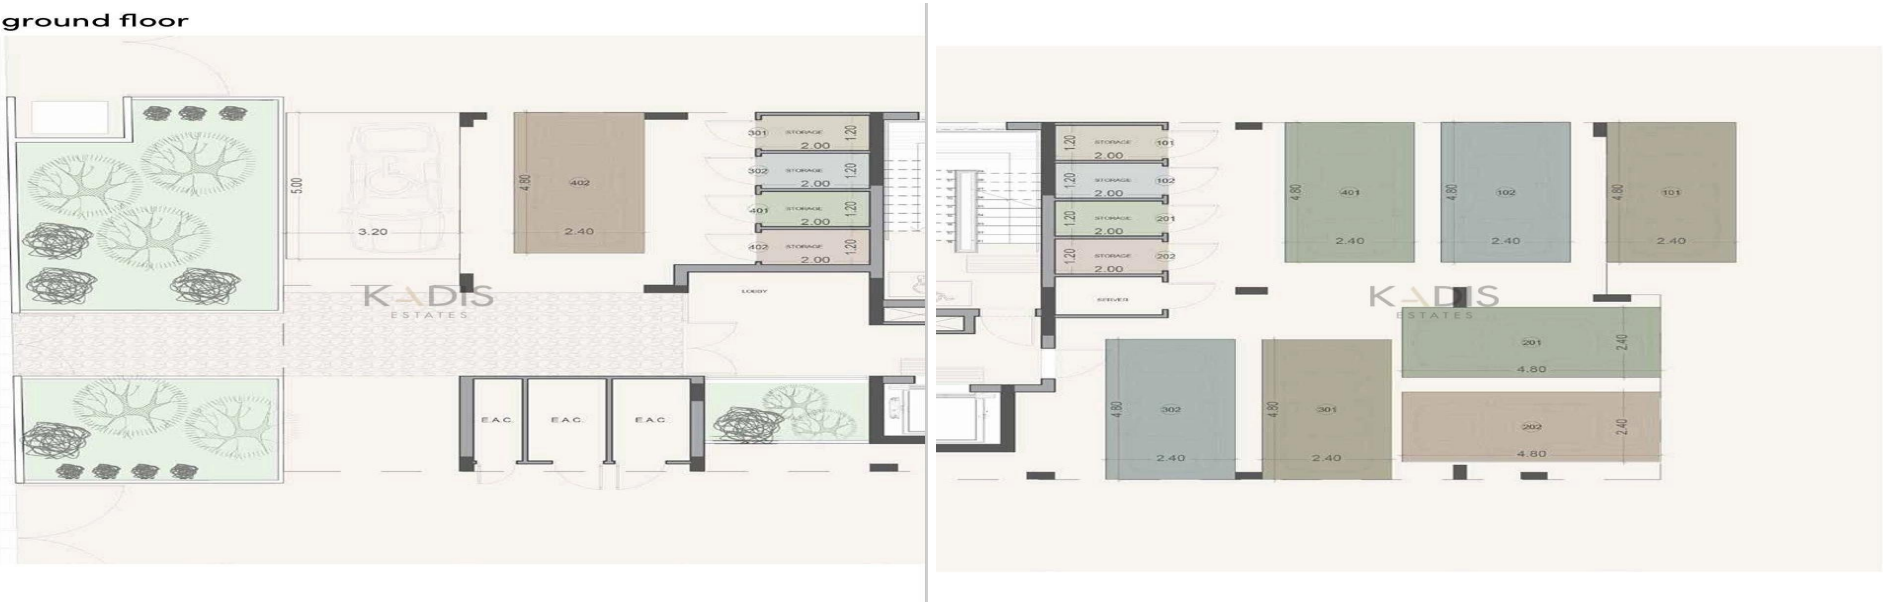 ground floor
301
STORAGE
1.20
2.00
302
STORAGE
1.20
2.00
401
STORAGE
1.20
2.00
402
STORAGE
1.20
2.00
5.00
3.20
4.80
402
2.40
LOBBY
KADIS
ESTATES
E.A.C.
E.A.C.
E.A.C.
1.20
STORAGE
2.00
101
1.20
STORAGE
2.00
102
1.20
STORAGE
2.00
201
1.20
STORAGE
2.00
202
SERVER
4.80
401
2.40
4.80
102
2.40
4.80
101
2.40
KADIS
ESTATES
201
2.40
4.80
4.80
302
2.40
4.80
301
2.40
202
2.40
4.80